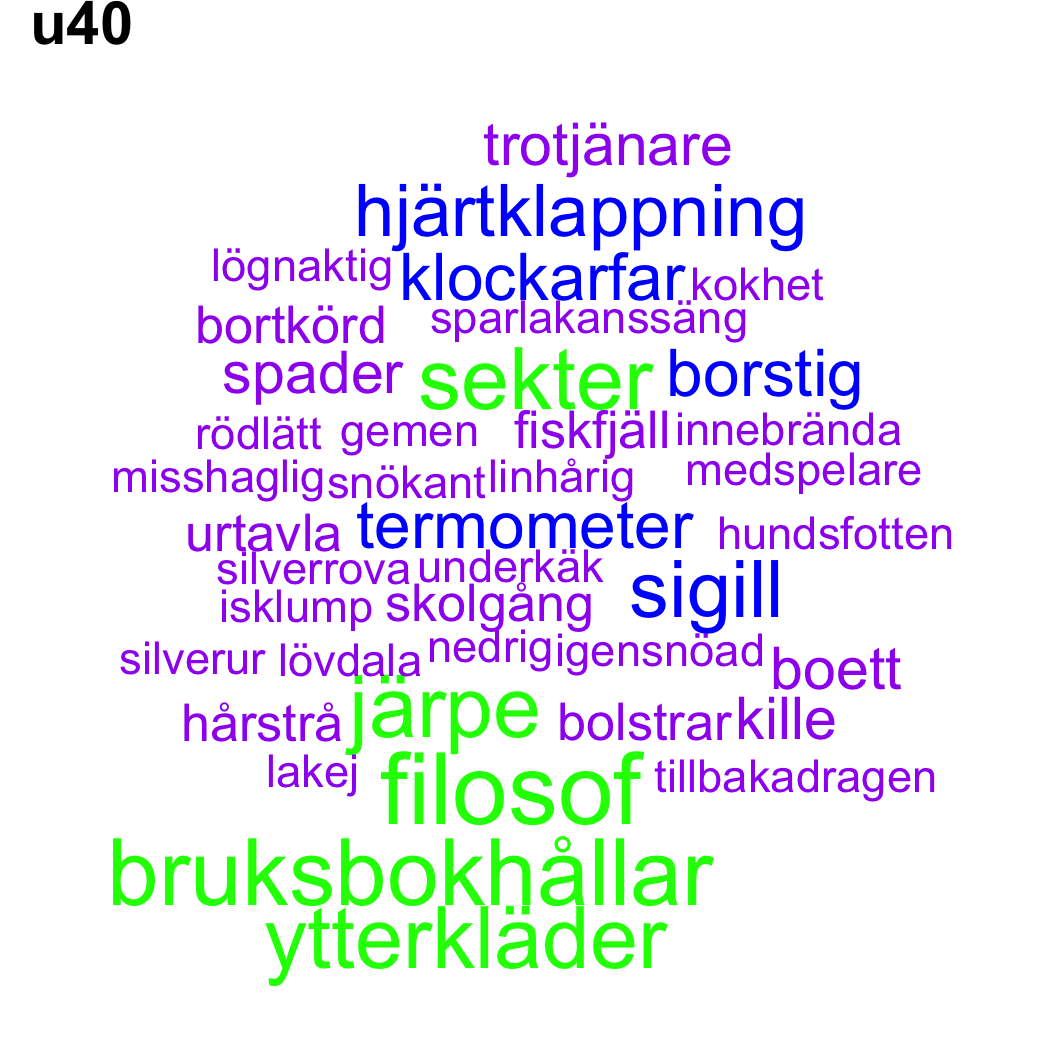 u40
trotjänare
hjärtklappning
lögnaktig klockarfar kokhet
bortkörd sparlakanssäng
spader sekter borstig
rödlätt gemen fiskfjäll innebrända
misshaglig snökant linhårig medspelare
urtavla termometer hundsfotten
silverrova underkäk sigill
isklump skolgång
silverur lövdala nedrig igensnöad boett
hårstrå järpe bolstrar kille
lakej filosof tillbakadragen
bruksbokhållar
ytterkläder